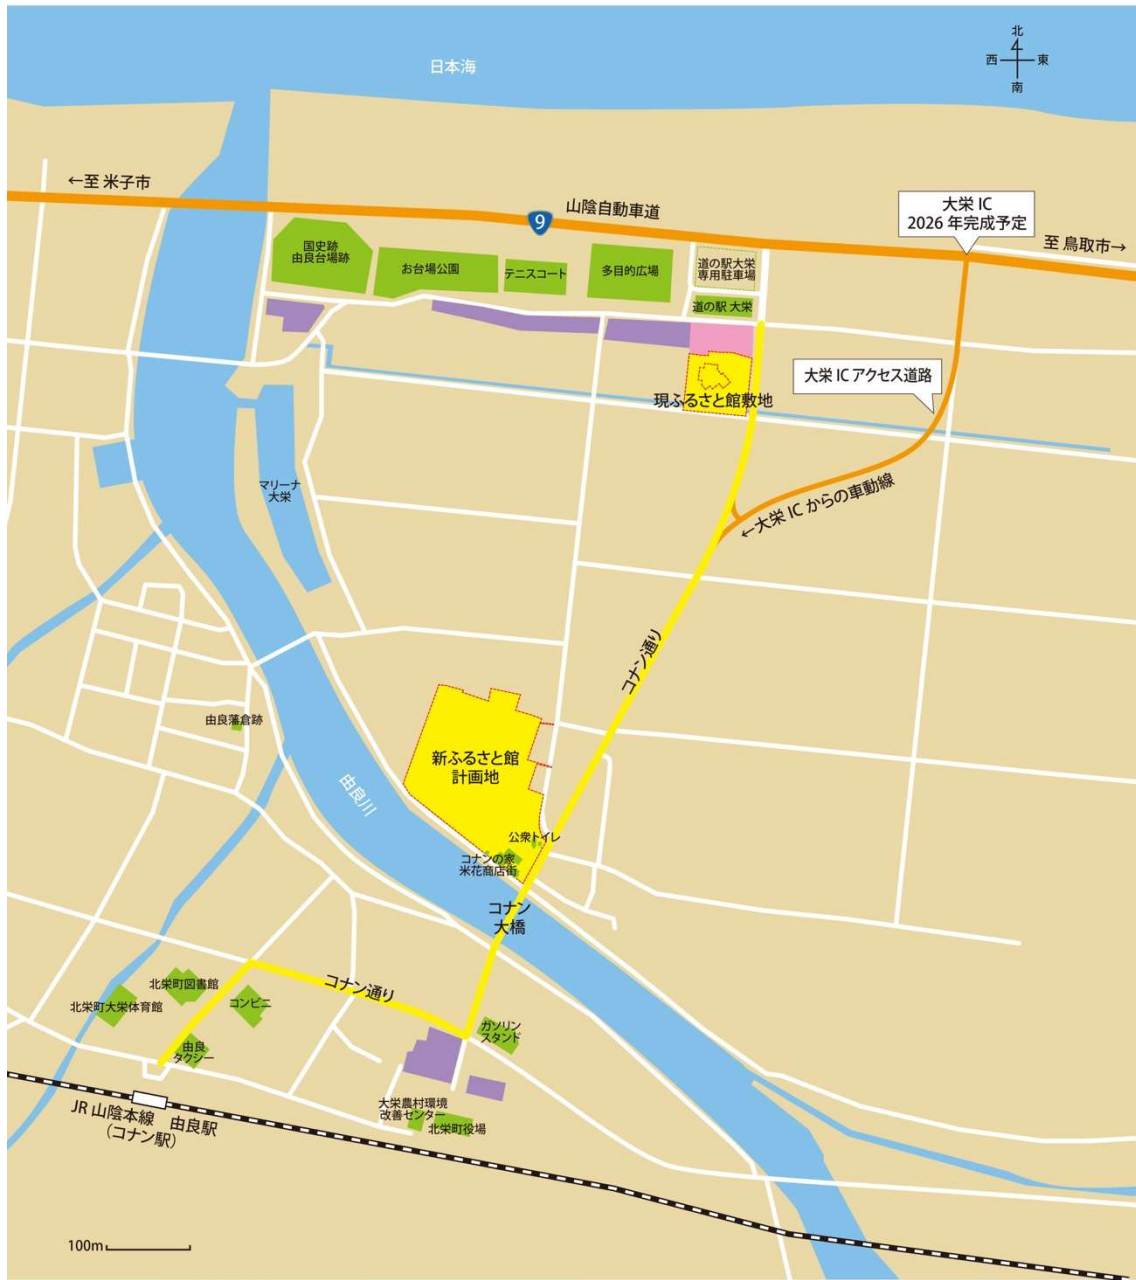 北
西
東
南
日本海
←至 米子市
9
山陰自動車道
大栄 IC
2026 年完成予定
至 鳥取市→
国史跡
由良台場跡
お台場公園
テニスコート
多目的広場
道の駅大栄
専用駐車場
道の駅 大栄
大栄 IC アクセス道路
現ふるさと館敷地
マリーナ
大栄
←大栄 IC からの車動線
コナン通り
由良藩倉跡
新ふるさと館
計画地
由良川
公衆トイレ
コナンの家
米花商店街
コナン
大橋
北栄町図書館
コナン通り
北栄町大栄体育館
コンビニ
ガソリン
スタンド
由良
タクシー
大栄農村環境
改善センター
北栄町役場
JR 山陰本線 由良駅
(コナン駅)
100m